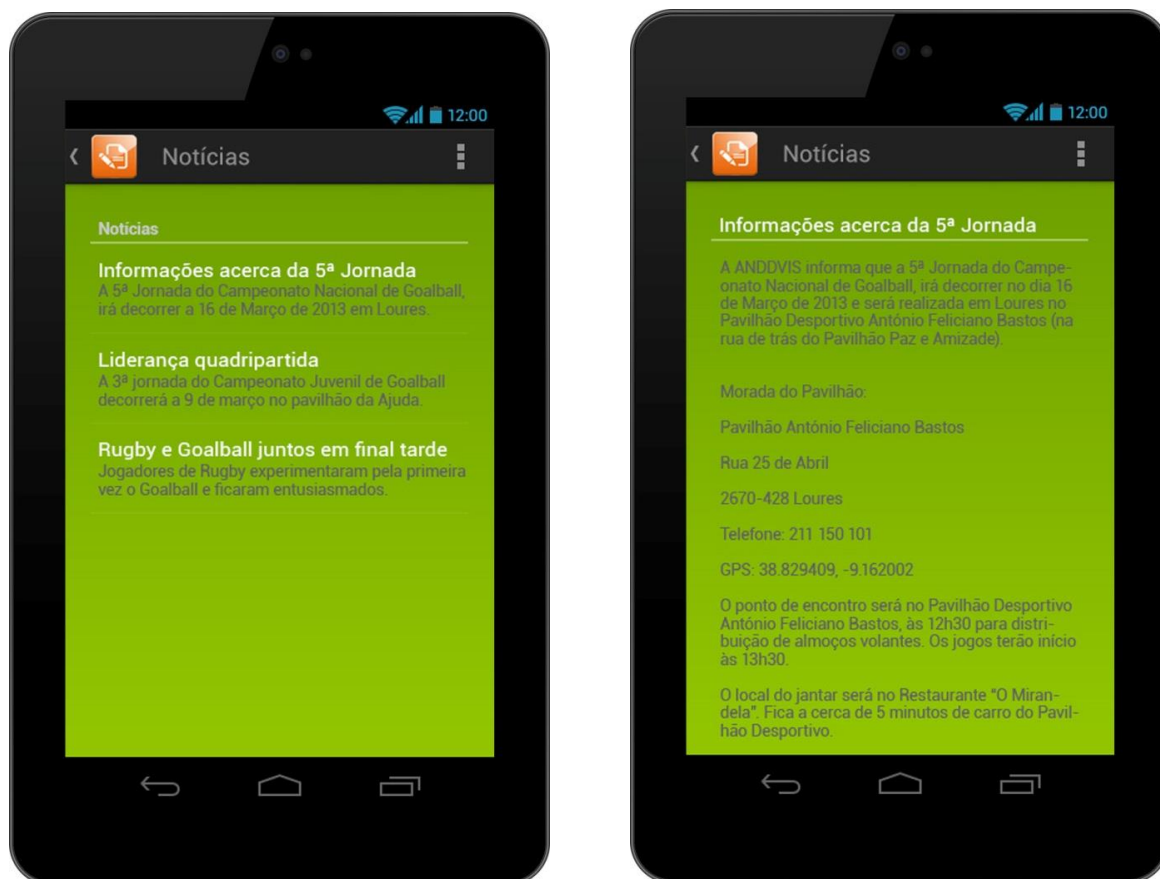 12:00
Notícias
Notícias
Informações acerca da 5ª Jornada
A 5ª Jornada do Campeonato Nacional de Goalball,
irá decorrer a 16 de Março de 2013 em Loures.
Liderança quadripartida
A 3ª jornada do Campeonato Juvenil de Goalball
decorrerá a 9 de março no pavilhão da Ajuda.
Rugby e Goalball juntos em final tarde
Jogadores de Rugby experimentaram pela primeira
vez o Goalball e ficaram entusiasmados.
12:00
Notícias
Informações acerca da 5ª Jornada
A ANDDVIS informa que a 5ª Jornada do Campe-
onato Nacional de Goalball, irá decorrer no dia 16
de Março de 2013 e será realizada em Loures no
Pavilhão Desportivo António Feliciano Bastos (na
rua de trás do Pavilhão Paz e Amizade).
Morada do Pavilhão:
Pavilhão António Feliciano Bastos
Rua 25 de Abril
2670-428 Loures
Telefone: 211 150 101
GPS: 38.829409, -9.162002
O ponto de encontro será no Pavilhão Desportivo
António Feliciano Bastos, às 12h30 para distri-
buição de almoços volantes. Os jogos terão início
às 13h30.
O local do jantar será no Restaurante "O Miran-
dela". Fica a cerca de 5 minutos de carro do Pavil-
hão Desportivo.